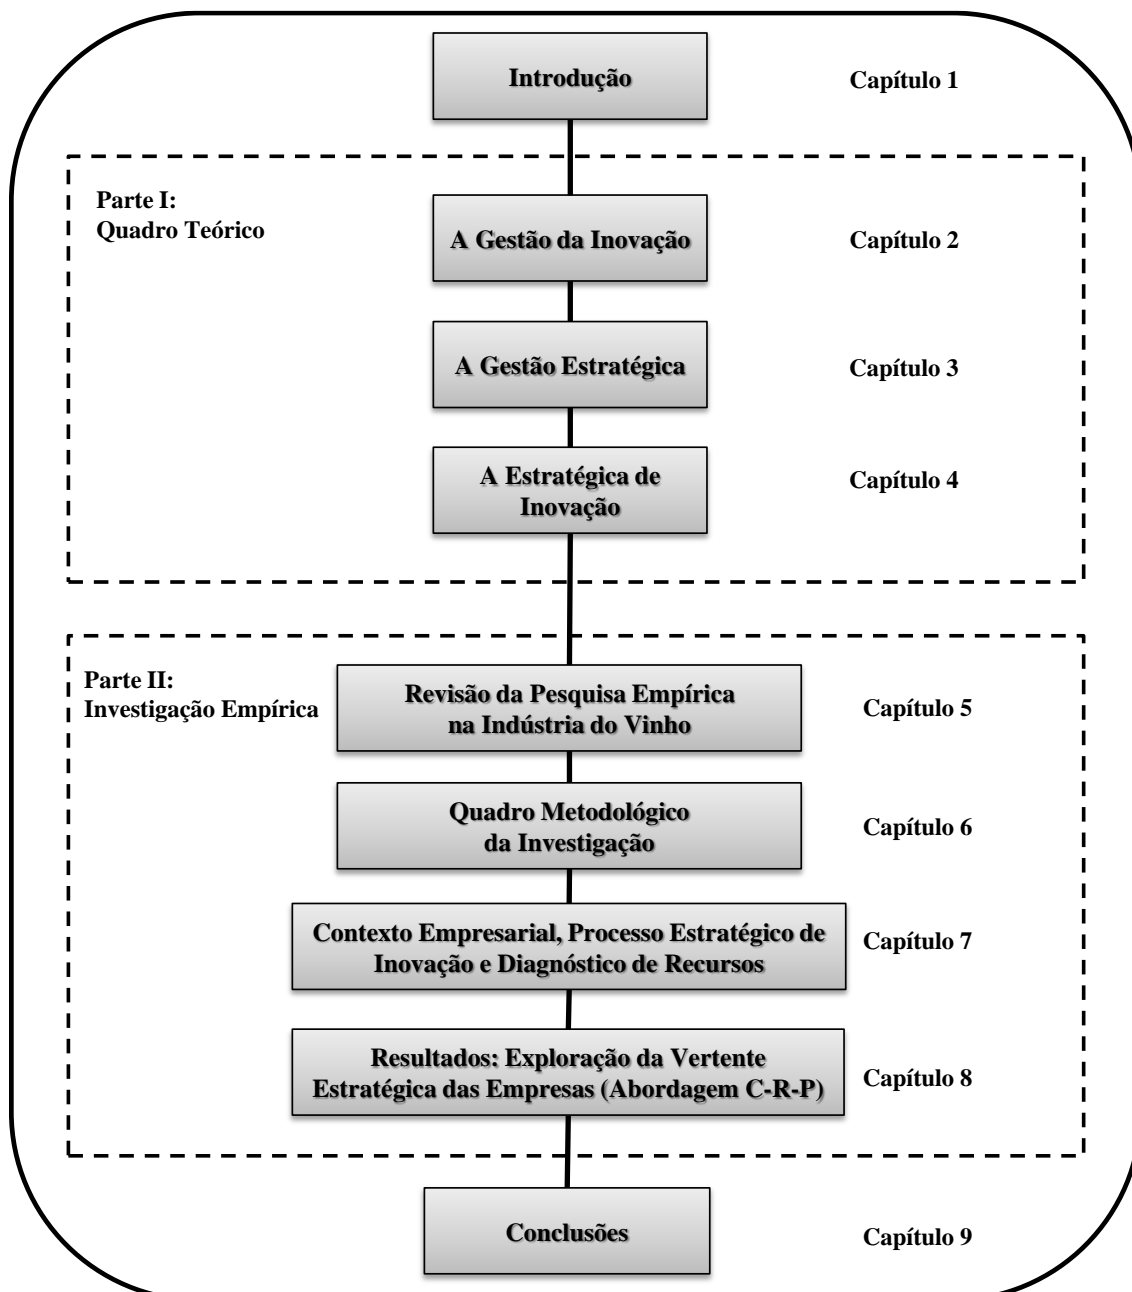 Introdução
Capítulo 1
Parte I:
Quadro Teórico
A Gestão da Inovação
Capítulo 2
A Gestão Estratégica
Capítulo 3
A Estratégica de
Inovação
Capítulo 4
Parte II:
Investigação Empírica
Revisão da Pesquisa Empírica
na Indústria do Vinho
Capítulo 5
Quadro Metodológico
da Investigação
Capítulo 6
Contexto Empresarial, Processo Estratégico de
Inovação e Diagnóstico de Recursos
Capítulo 7
Resultados: Exploração da Vertente
Estratégica das Empresas (Abordagem C-R-P)
Capítulo 8
Conclusões
Capítulo 9